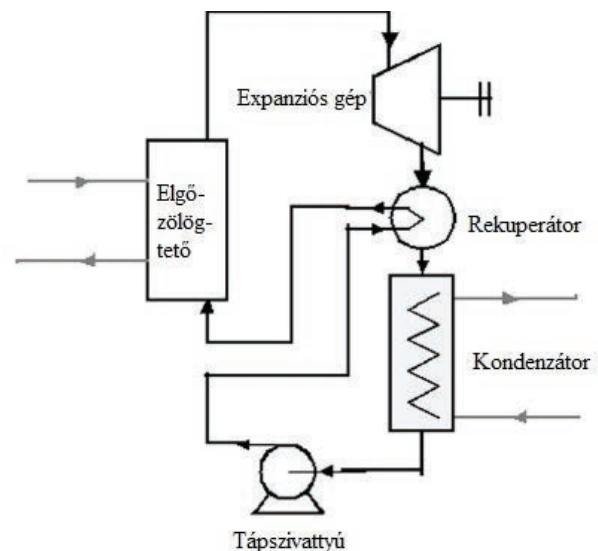 Expanziós gép
Elgő-
zölög-
tető
Rekuperátor
Kondenzátor
Tápszivattyú